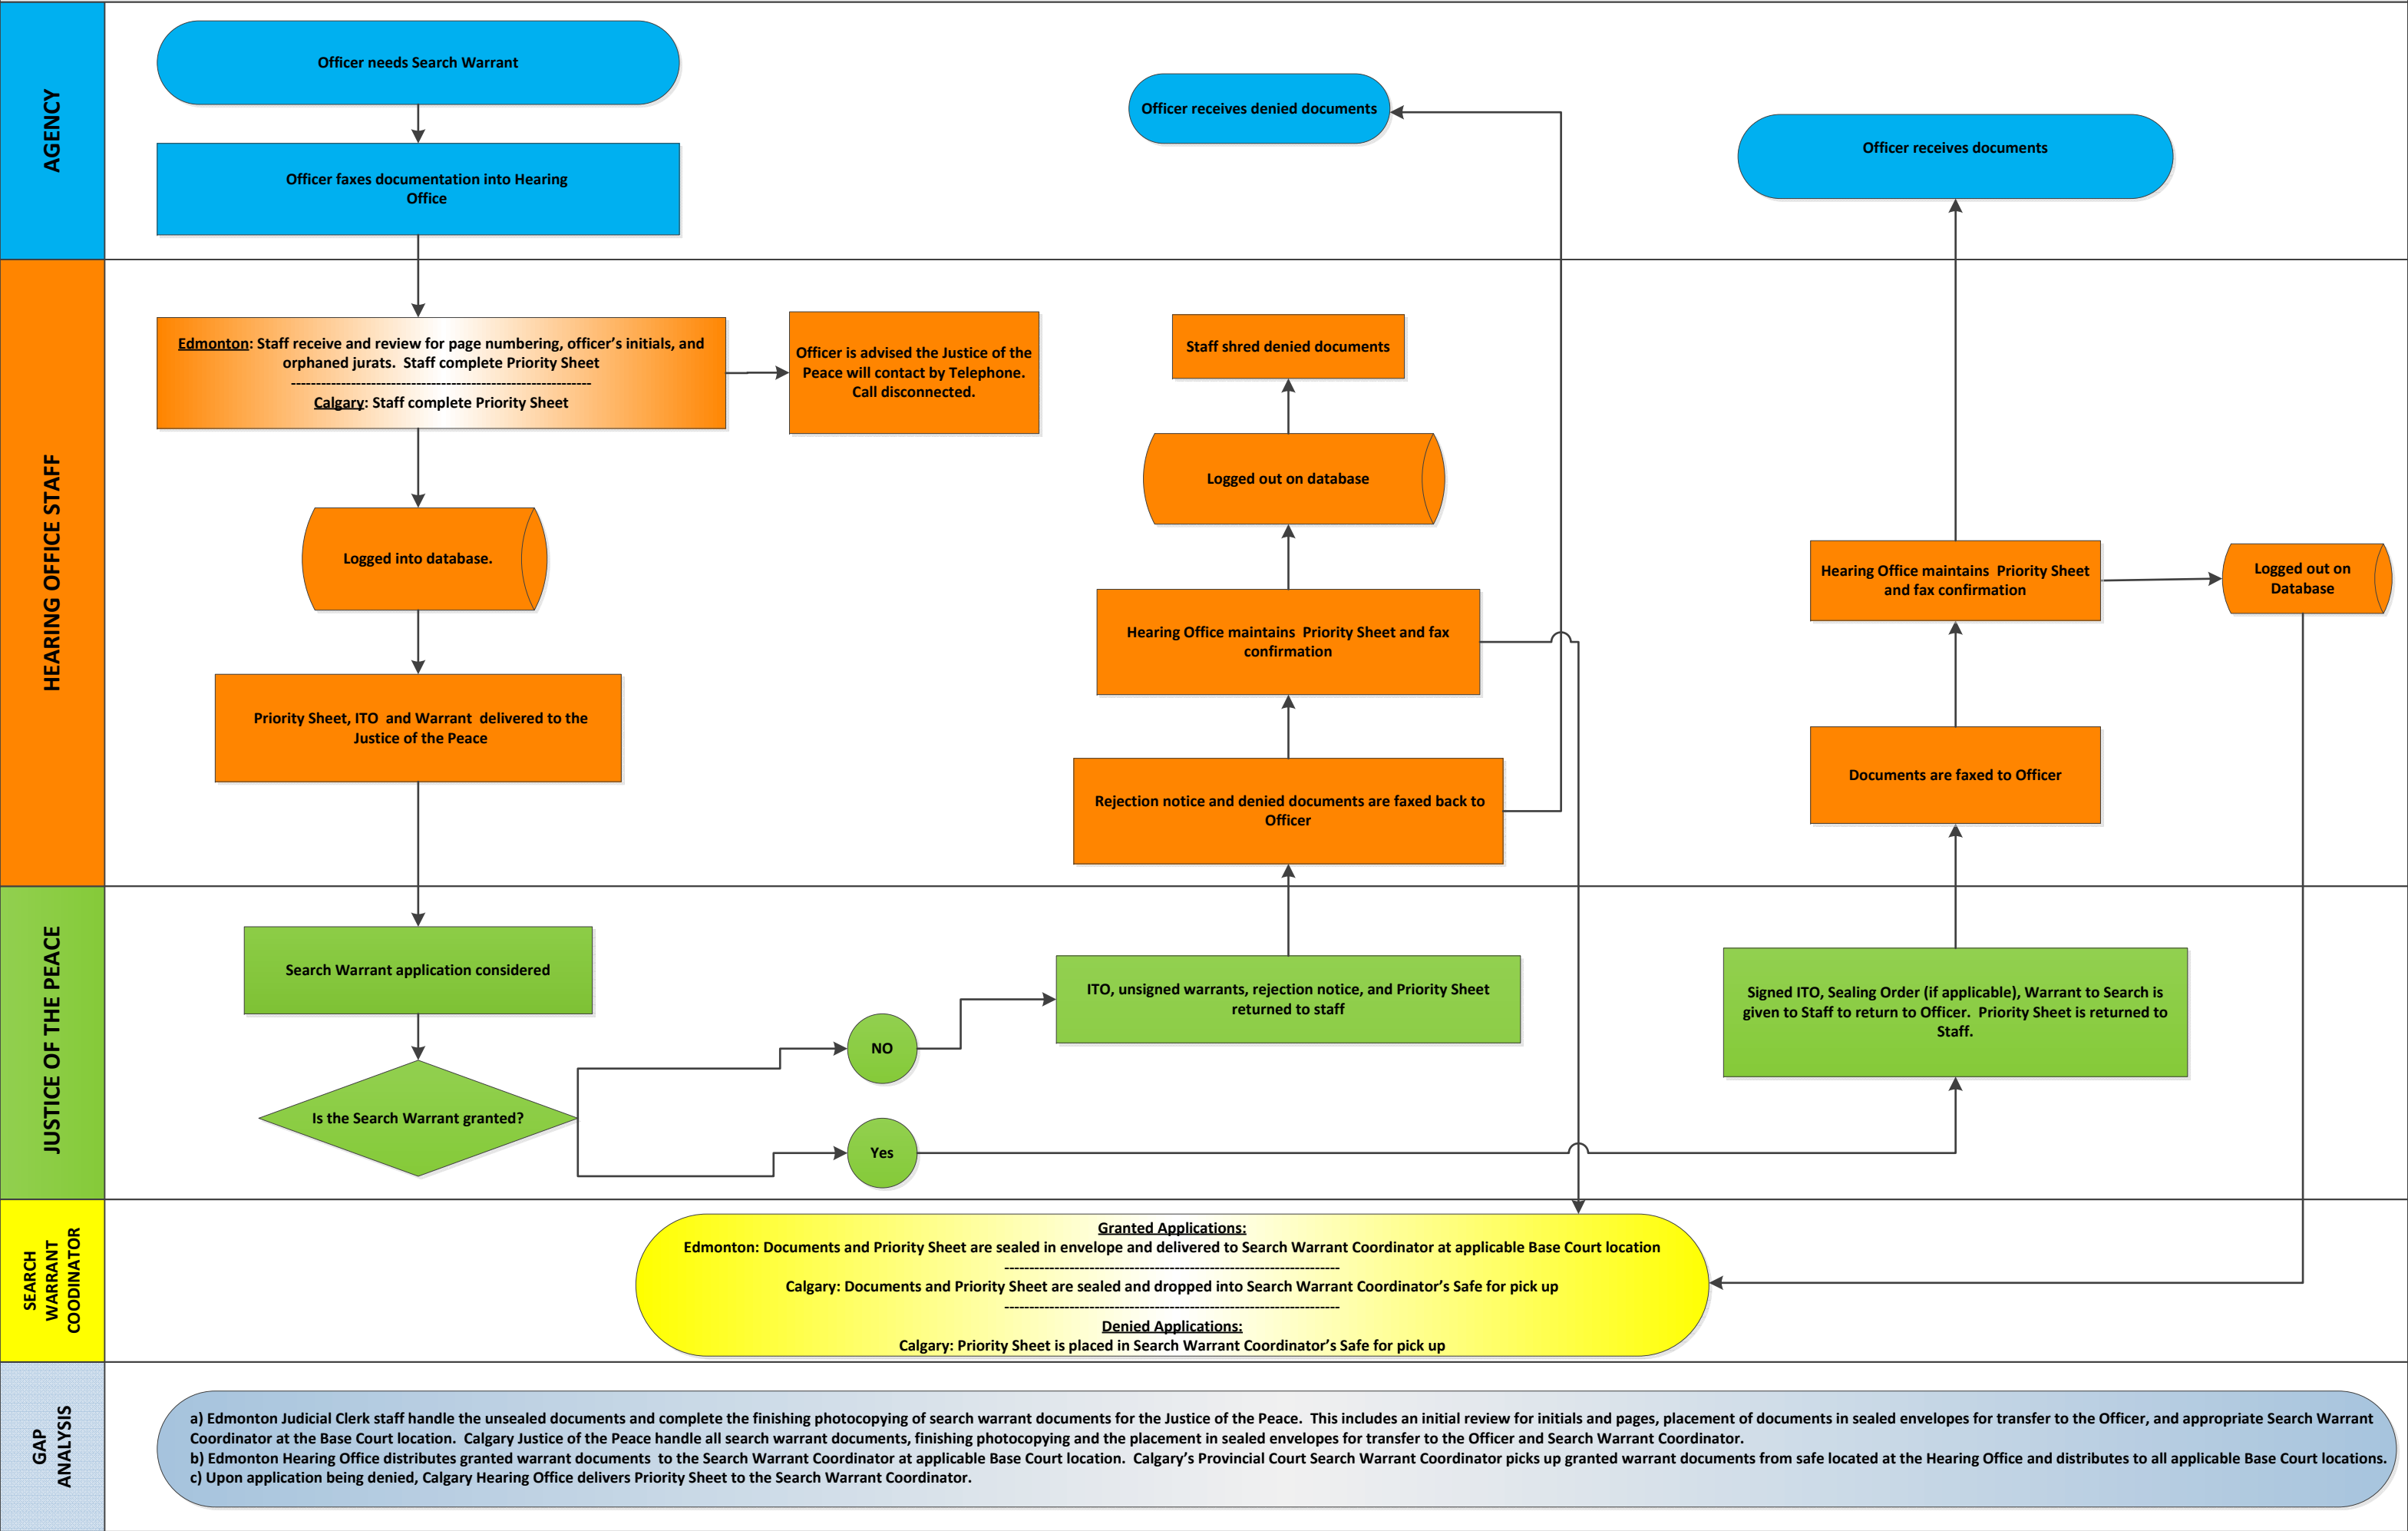 AGENCY
Officer needs Search Warrant
Officer faxes documentation into Hearing
Office
Officer receives denied documents
Officer receives documents
HEARING OFFICE STAFF
Edmonton: Staff receive and review for page numbering, officer's initials, and
orphaned jurats. Staff complete Priority Sheet
------------------------------------------------------------
Calgary: Staff complete Priority Sheet
Officer is advised the Justice of the
Peace will contact by Telephone.
Call disconnected.
Logged into database.
Priority Sheet, ITO and Warrant delivered to the
Justice of the Peace
Staff shred denied documents
Logged out on database
Hearing Office maintains Priority Sheet and fax
confirmation
Rejection notice and denied documents are faxed back to
Officer
Hearing Office maintains Priority Sheet
and fax confirmation
Logged out on
Database
Documents are faxed to Officer
JUSTICE OF THE PEACE
Search Warrant application considered
Is the Search Warrant granted?
NO
Yes
ITO, unsigned warrants, rejection notice, and Priority Sheet
returned to staff
Signed ITO, Sealing Order (if applicable), Warrant to Search is
given to Staff to return to Officer. Priority Sheet is returned to
Staff.
SEARCH
WARRANT
COODINATOR
Granted Applications:
Edmonton: Documents and Priority Sheet are sealed in envelope and delivered to Search Warrant Coordinator at applicable Base Court location
-------------------------------------------------------------------
Calgary: Documents and Priority Sheet are sealed and dropped into Search Warrant Coordinator's Safe for pick up
-------------------------------------------------------------------
Denied Applications:
Calgary: Priority Sheet is placed in Search Warrant Coordinator's Safe for pick up
GAP
ANALYSIS
a) Edmonton Judicial Clerk staff handle the unsealed documents and complete the finishing photocopying of search warrant documents for the Justice of the Peace. This includes an initial review for initials and pages, placement of documents in sealed envelopes for transfer to the Officer, and appropriate Search Warrant
Coordinator at the Base Court location. Calgary Justice of the Peace handle all search warrant documents, finishing photocopying and the placement in sealed envelopes for transfer to the Officer and Search Warrant Coordinator.
b) Edmonton Hearing Office distributes granted warrant documents to the Search Warrant Coordinator at applicable Base Court location. Calgary's Provincial Court Search Warrant Coordinator picks up granted warrant documents from safe located at the Hearing Office and distributes to all applicable Base Court locations.
c) Upon application being denied, Calgary Hearing Office delivers Priority Sheet to the Search Warrant Coordinator.